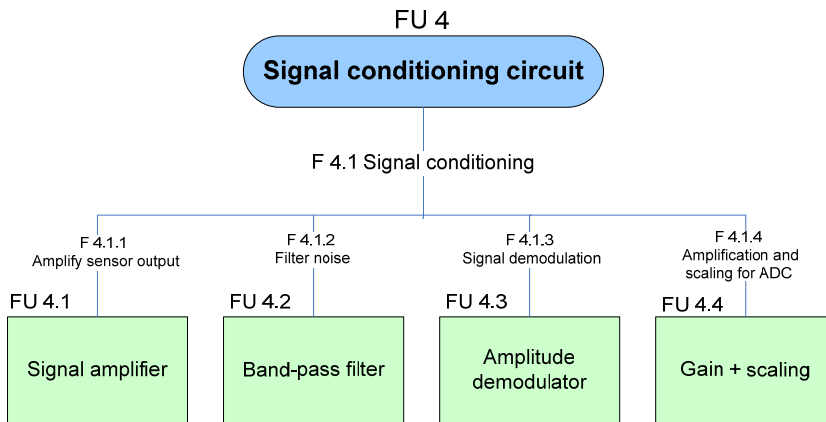 FU 4
Signal conditioning circuit
F 4.1 Signal conditioning
F 4.1.1
Amplify sensor output
F 4.1.2
Filter noise
F 4.1.3
Signal demodulation
F 4.1.4
Amplification and
scaling for ADC
FU 4.1
FU 4.2
FU 4.3
FU 4.4
Signal amplifier
Band-pass filter
Amplitude
demodulator
Gain + scaling